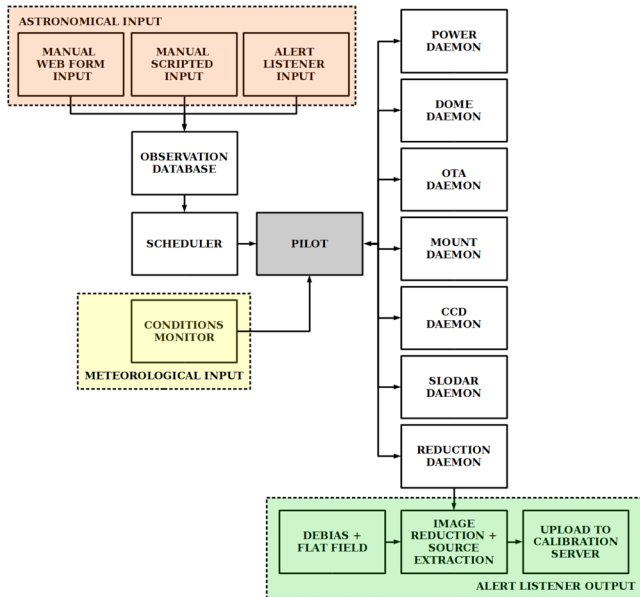 ASTRONOMICAL INPUT
MANUAL
WEB FORM
INPUT
MANUAL
SCRIPTED
INPUT
ALERT
LISTENER
INPUT
OBSERVATION
DATABASE
SCHEDULER
PILOT
CONDITIONS
MONITOR
METEOROLOGICAL INPUT
POWER
DAEMON
DOME
DAEMON
OTA
DAEMON
MOUNT
DAEMON
CCD
DAEMON
SLODAR
DAEMON
REDUCTION
DAEMON
DEBIAS +
FLAT FIELD
IMAGE
REDUCTION +
SOURCE
EXTRACTION
UPLOAD TO
CALIBRATION
SERVER
ALERT LISTENER OUTPUT